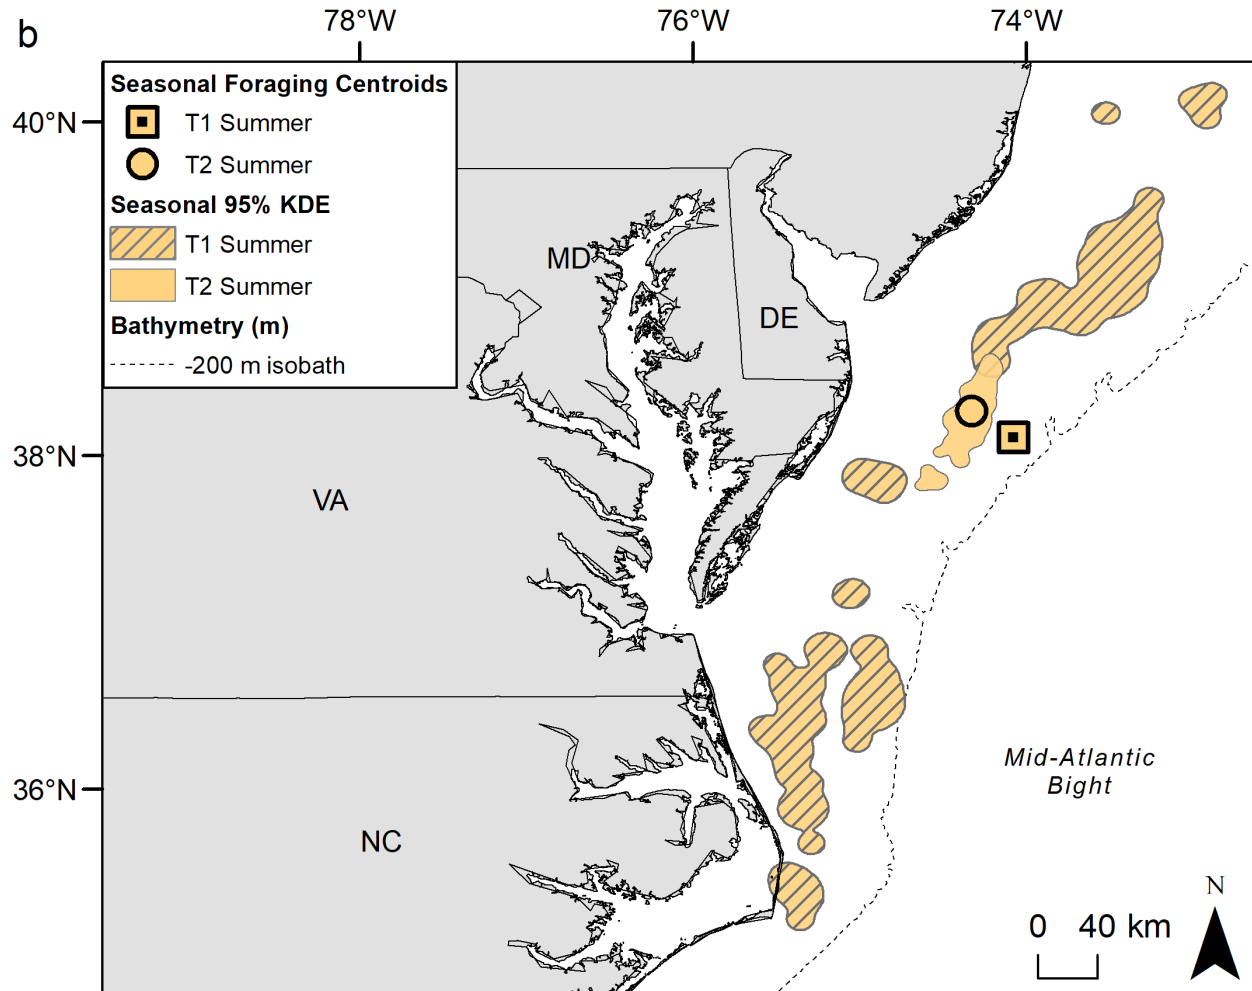 b
78°W
76°W
74°W
Seasonal Foraging Centroids
T1 Summer
T2 Summer
Seasonal 95% KDE
T1 Summer
T2 Summer
Bathymetry (m)
-200 m isobath
40°N
38°N
36°N
MD
DE
VA
NC
Mid-Atlantic
Bight
N
0 40 km